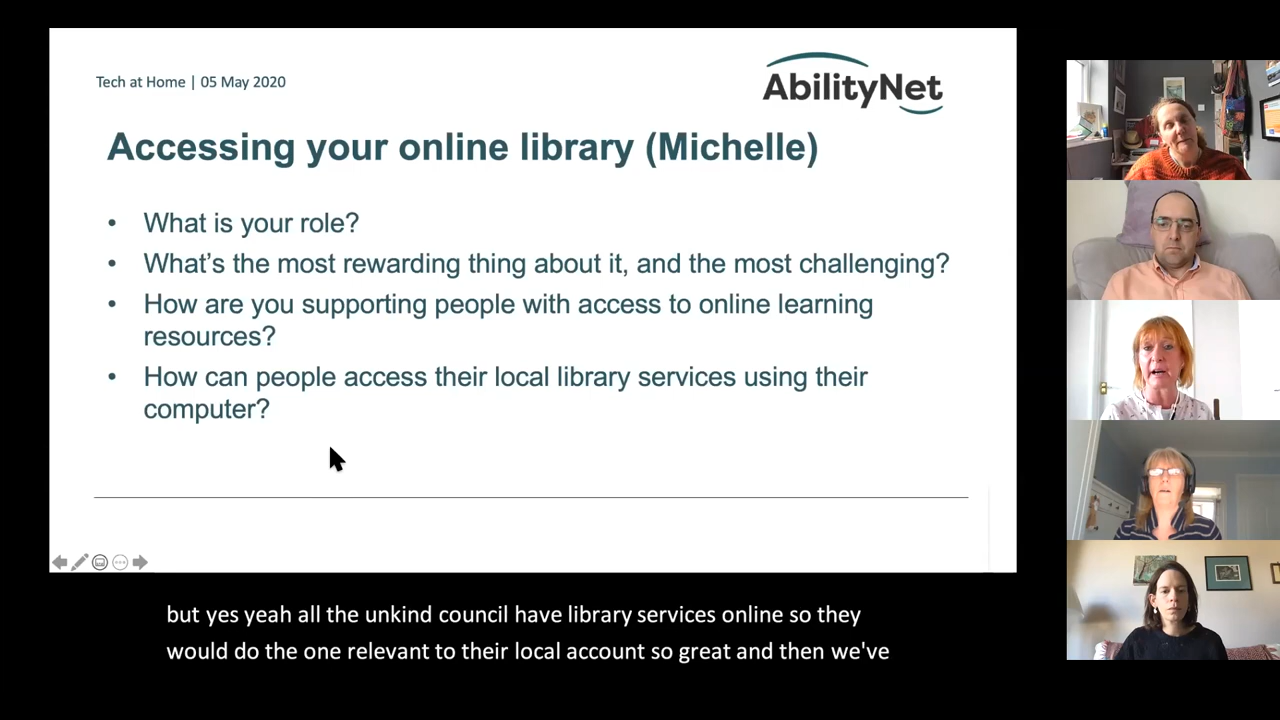 Tech at Home | 05 May 2020
AbilityNet
Accessing your online library (Michelle)
• What is your role?
• What's the most rewarding thing about it, and the most challenging?
• How are you supporting people with access to online learning
resources?
• How can people access their local library services using their
computer?
but yes yeah all the unkind council have library services online so they
would do the one relevant to their local account so great and then we've